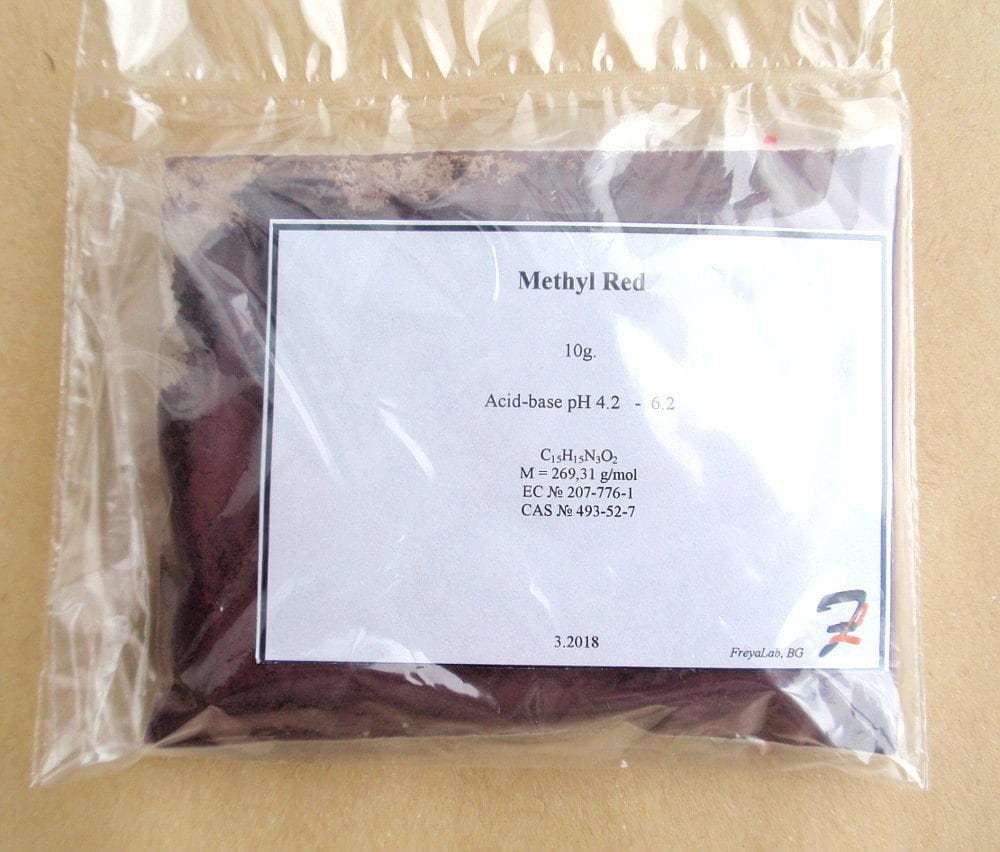 Methyl Red
10g.
Acid-base pH 4.2 - 6.2
C₁₅H₁₅N₃O₂
M = 269,31 g/mol
EC № 207-776-1
CAS № 493-52-7
3.2018
FreyaLab, BG